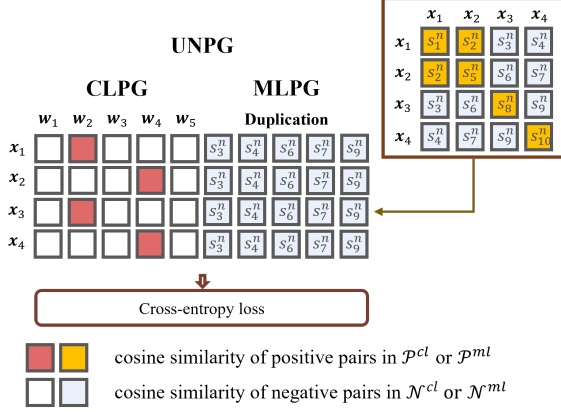 UNPG
CLPG MLPG
w₁ w₂ w₃ w₄ w₅ Duplication
x₁ s₃ⁿ s₄ⁿ s₆ⁿ s₇ⁿ s₉ⁿ
x₂ s₃ⁿ s₄ⁿ s₆ⁿ s₇ⁿ s₉ⁿ
x₃ s₃ⁿ s₄ⁿ s₆ⁿ s₇ⁿ s₉ⁿ
x₄ s₃ⁿ s₄ⁿ s₆ⁿ s₇ⁿ s₉ⁿ
x₁ x₂ x₃ x₄
x₁ s₁ⁿ s₂ⁿ s₃ⁿ s₄ⁿ
x₂ s₂ⁿ s₅ⁿ s₆ⁿ s₇ⁿ
x₃ s₃ⁿ s₆ⁿ s₈ⁿ s₉ⁿ
x₄ s₄ⁿ s₇ⁿ s₉ⁿ s₁₀ⁿ
Cross-entropy loss
cosine similarity of positive pairs in 𝒫ᶜˡ or 𝒫ᵐˡ
cosine similarity of negative pairs in 𝒩ᶜˡ or 𝒩ᵐˡ